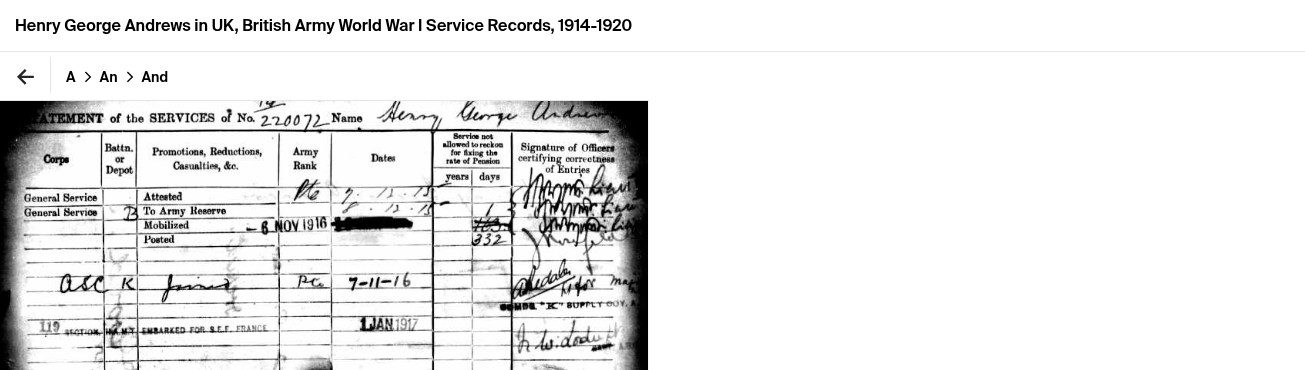 Henry George Andrews in UK, British Army World War I Service Records, 1914-1920
A > An > And
ATEMENT of the SERVICES of No. 220072 Name Henry George Andrew
Corps
Battn. or Depot
Promotions, Reductions, Casualties, &c.
Army Rank
Dates
Service not allowed to reckon for fixing the rate of Pension
years days
Signature of Officers certifying correctness of Entries
General Service Attested Pte 7. 12. 15
General Service B To Army Reserve 8. 12. 15 1
Mobilized - 6 NOV 1916
Posted 332
ASC K Joined Pte 7-11-16
"K" SUPPLY COY.
119 SECTION EMBARKED FOR FRANCE 1 JAN 1917